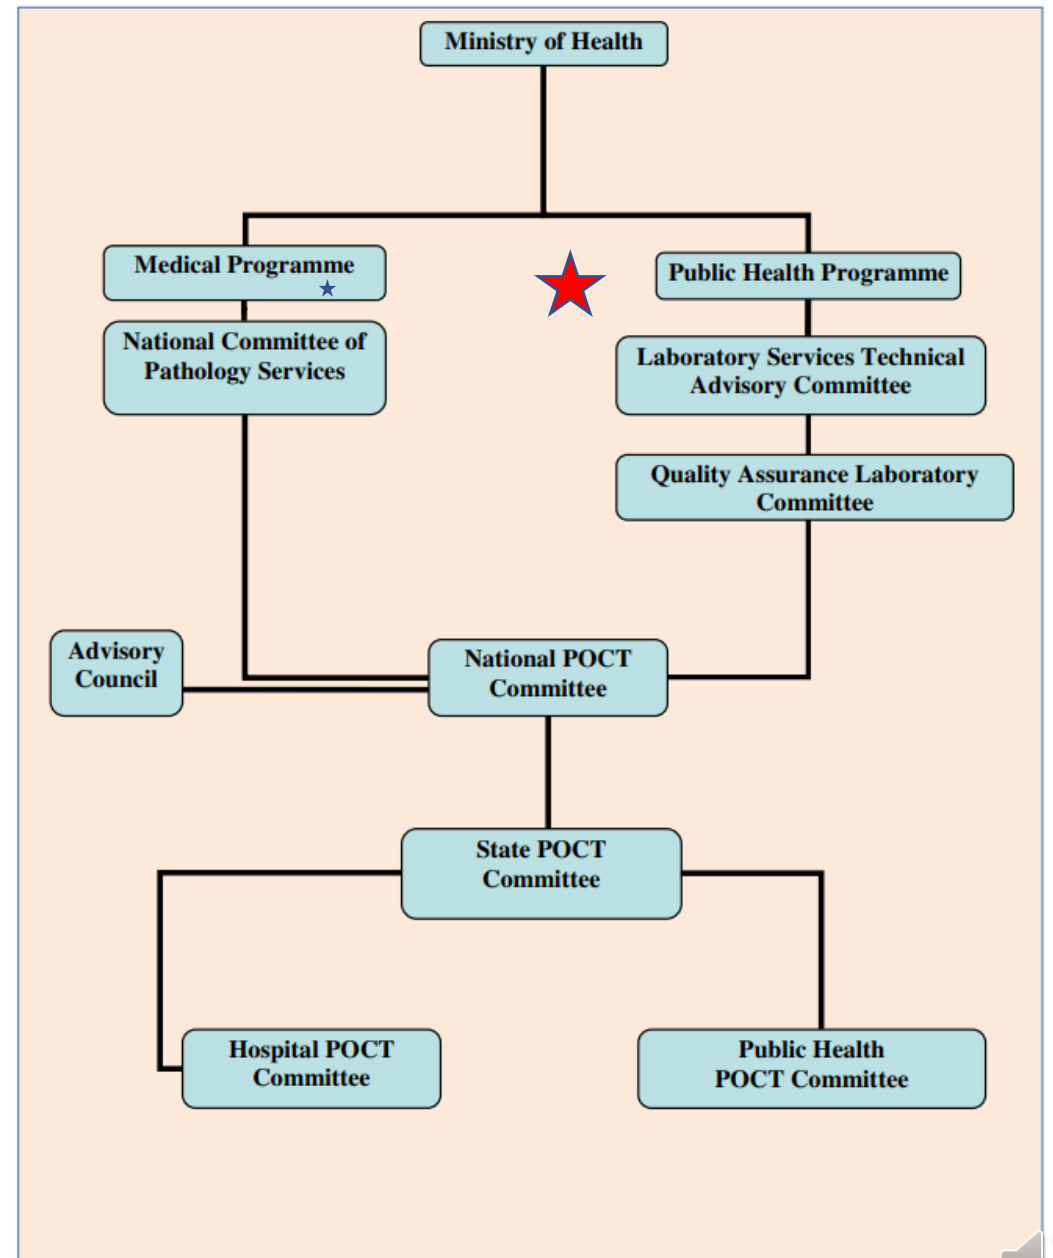 Ministry of Health
Medical Programme
Public Health Programme
National Committee of
Pathology Services
Laboratory Services Technical
Advisory Committee
Quality Assurance Laboratory
Committee
Advisory
Council
National POCT
Committee
State POCT
Committee
Hospital POCT
Committee
Public Health
POCT Committee